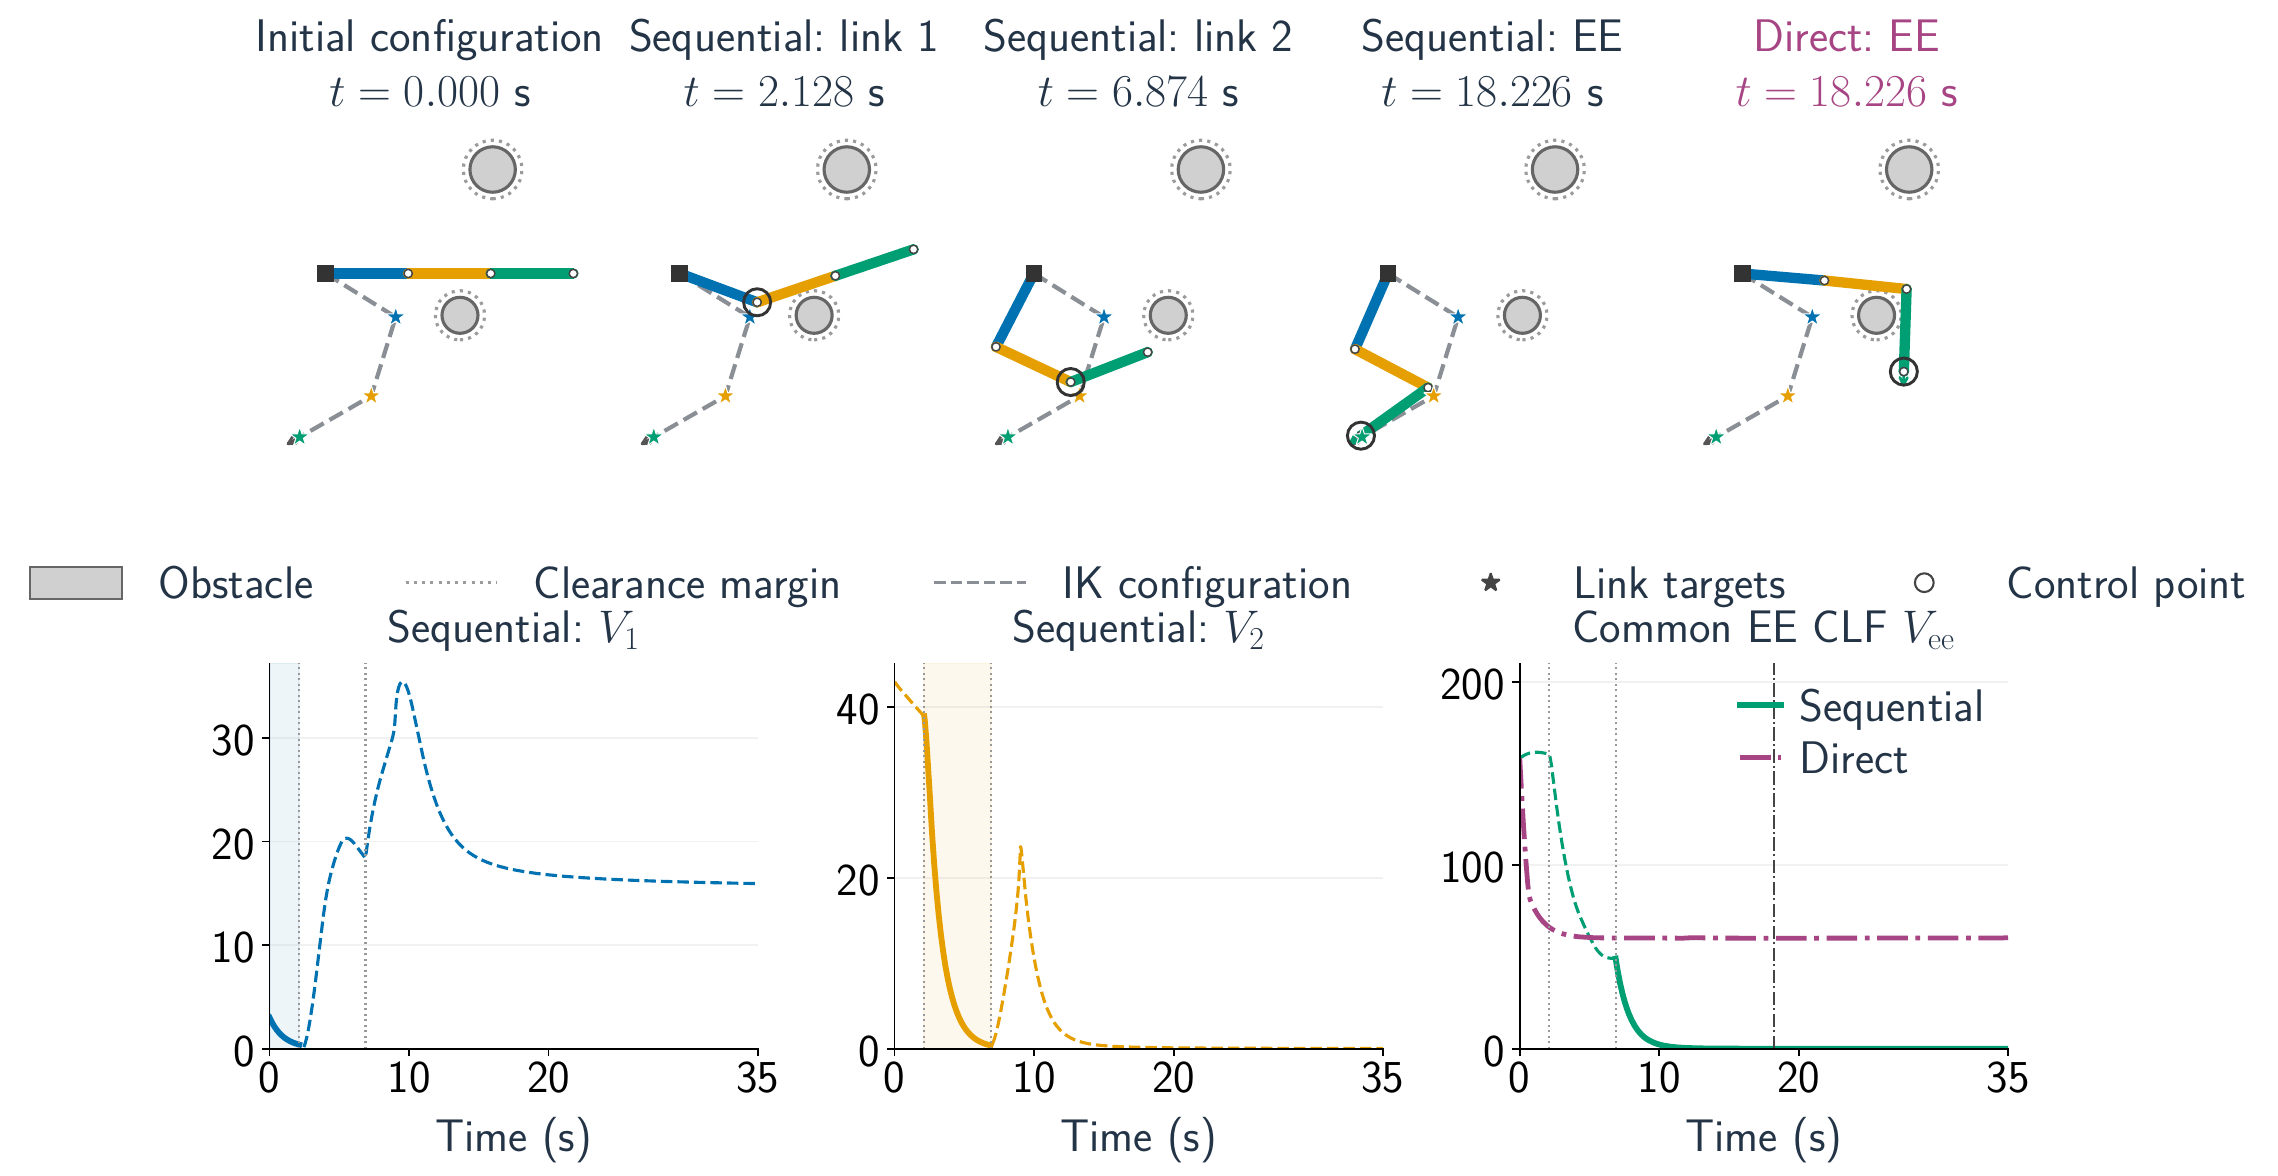 Initial configuration
t = 0.000 s
Sequential: link 1
t = 2.128 s
Sequential: link 2
t = 6.874 s
Sequential: EE
t = 18.226 s
Direct: EE
t = 18.226 s
Obstacle
Clearance margin
IK configuration
Link targets
Control point
Sequential: V₁
30
20
10
0
0
10
20
35
Time (s)
Sequential: V₂
40
20
0
0
10
20
35
Time (s)
Common EE CLF Vₑₑ
200
100
0
Sequential
Direct
0
10
20
35
Time (s)